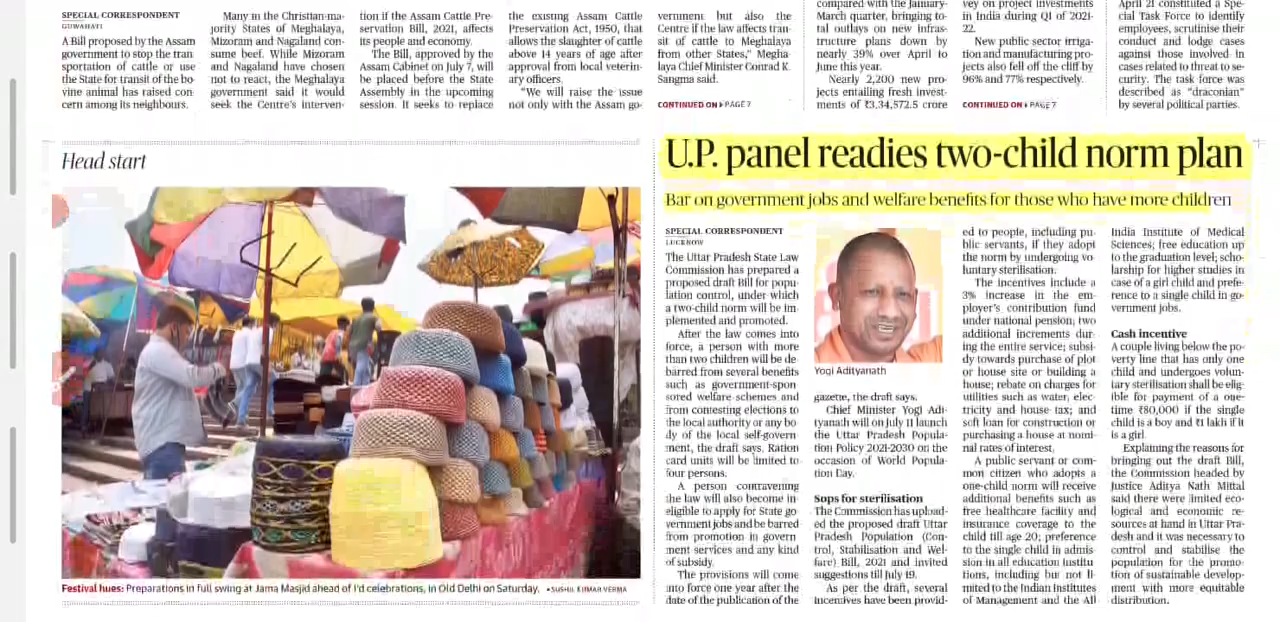 SPECIAL CORRESPONDENT
GUWAHATI
A Bill proposed by the Assam
government to stop the tran
sportation of cattle or use
the State for transit of the bo
vine animal has raised con
cern among its neighbours.
Many in the Christian-ma
jority States of Meghalaya,
Mizoram and Nagaland con
sume beef. While Mizoram
and Nagaland have chosen
not to react, the Meghalaya
government said it would
seek the Centre's interven-
tion if the Assam Cattle Pre-
servation Bill, 2021, affects
its people and economy.
The Bill, approved by the
Assam Cabinet on July 7, will
be placed before the State
Assembly in the upcoming
session. It seeks to replace
the existing Assam Cattle
Preservation Act, 1950, that
allows the slaughter of cattle
above 14 years of age after
approval from local veterin-
ary officers.
"We will raise the issue
not only with the Assam go-
vernment but also the
Centre if the law affects tran-
sit of cattle to Meghalaya
from other States," Megha-
laya Chief Minister Conrad K.
Sangma said.
CONTINUED ON ▸ PAGE 7
compared with the January-
March quarter, bringing to-
tal outlays on new infras-
tructure plans down by
nearly 39% over April to
June this year.
Nearly 2,200 new pro-
jects entailing fresh invest-
ments of ₹3,34,572.5 crore
vey on project investments
in India during Q1 of 2021-
22.
New public sector irriga-
tion and manufacturing pro-
jects also fell off the cliff by
96% and 77% respectively.
CONTINUED ON ▸ PAGE 7
April 21 constituted a Spe-
cial Task Force to identify
employees, scrutinise their
conduct and lodge cases
against those involved in
cases related to threat to se-
curity. The task force was
described as "draconian"
by several political parties.
Head start
Festival hues: Preparations in full swing at Jama Masjid ahead of I'd celebrations, in Old Delhi on Saturday. • SUSHIL KUMAR VERMA
U.P. panel readies two-child norm plan
Bar on government jobs and welfare benefits for those who have more children
SPECIAL CORRESPONDENT
LUCKNOW
The Uttar Pradesh State Law
Commission has prepared a
proposed draft Bill for popu
lation control, under which
a two-child norm will be im
plemented and promoted.
After the law comes into
force, a person with more
than two children will be de
barred from several benefits
such as government-spon
sored welfare schemes and
from contesting elections to
the local authority or any bo
dy of the local self-govern
ment, the draft says. Ration
card units will be limited to
four persons.
A person contravening
the law will also become in
eligible to apply for State go
vernment jobs and be barred
from promotion in govern
ment services and any kind
of subsidy.
The provisions will come
into force one year after the
date of the publication of the
Yogi Adityanath
gazette, the draft says.
Chief Minister Yogi Adi-
tyanath will on July 11 launch
the Uttar Pradesh Popula-
tion Policy 2021-2030 on the
occasion of World Popula-
tion Day.
Sops for sterilisation
The Commission has upload-
ed the proposed draft Uttar
Pradesh Population (Con-
trol, Stabilisation and Wel-
fare) Bill, 2021 and invited
suggestions till July 19.
As per the draft, several
incentives have been provid-
ed to people, including pu-
blic servants, if they adopt
the norm by undergoing vo-
luntary sterilisation.
The incentives include a
3% increase in the em-
ployer's contribution fund
under national pension; two
additional increments dur-
ing the entire service; subsi-
dy towards purchase of plot
or house site or building a
house; rebate on charges for
utilities such as water, elec-
tricity and house tax; and
soft loan for construction or
purchasing a house at nomi-
nal rates of interest.
A public servant or com-
mon citizen who adopts a
one-child norm will receive
additional benefits such as
free healthcare facility and
insurance coverage to the
child till age 20; preference
to the single child in admis-
sion in all education institu-
tions, including but not li-
mited to the Indian Institutes
of Management and the All
India Institute of Medical
Sciences; free education up
to the graduation level; scho-
larship for higher studies in
case of a girl child and prefe-
rence to a single child in go-
vernment jobs.
Cash incentive
A couple living below the po-
verty line that has only one
child and undergoes volun-
tary sterilisation shall be elig-
ible for payment of a one-
time ₹80,000 if the single
child is a boy and ₹1 lakh if it
is a girl.
Explaining the reasons for
bringing out the draft Bill,
the Commission headed by
Justice Aditya Nath Mittal
said there were limited eco-
logical and economic re-
sources at hand in Uttar Pra-
desh and it was necessary to
control and stabilise the
population for the promo-
tion of sustainable develop-
ment with more equitable
distribution.